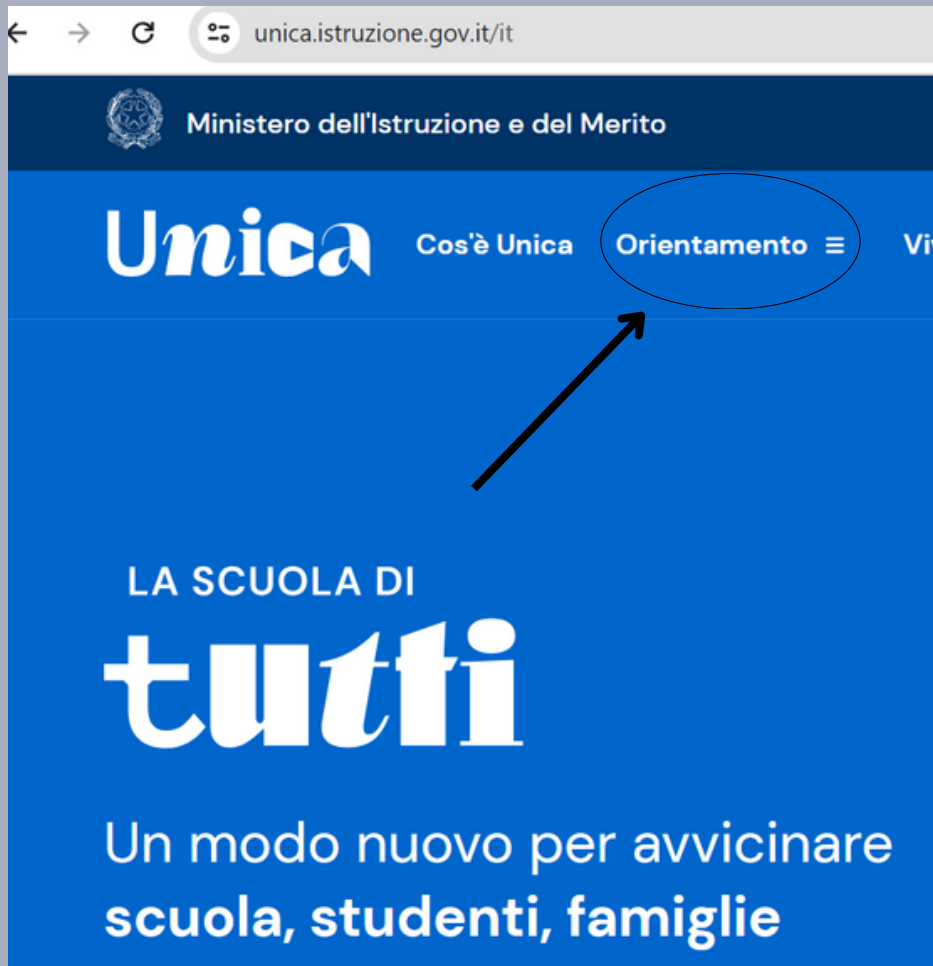 unica.istruzione.gov.it/it
Ministero dell'Istruzione e del Merito
Unica Cos'è Unica Orientamento
LA SCUOLA DI
tutti
Un modo nuovo per avvicinare
scuola, studenti, famiglie